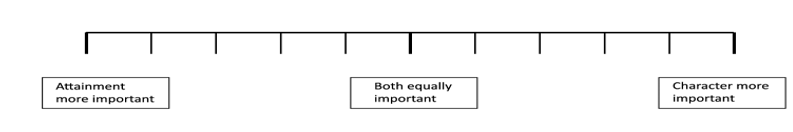 Attainment
more important
Both equally
important
Character more
important